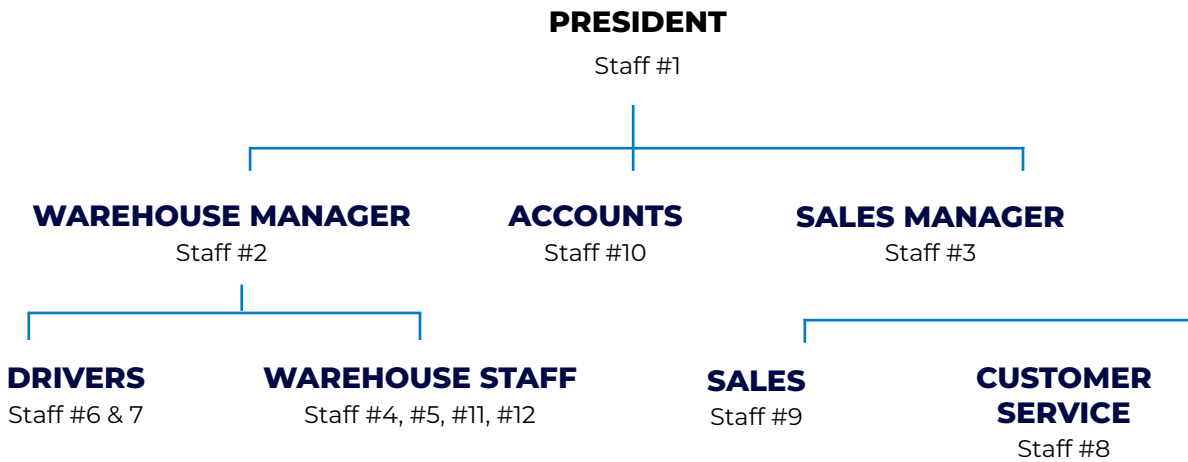 PRESIDENT
Staff #1
WAREHOUSE MANAGER
Staff #2
ACCOUNTS
Staff #10
SALES MANAGER
Staff #3
DRIVERS
Staff #6 & 7
WAREHOUSE STAFF
Staff #4, #5, #11, #12
SALES
Staff #9
CUSTOMER
SERVICE
Staff #8